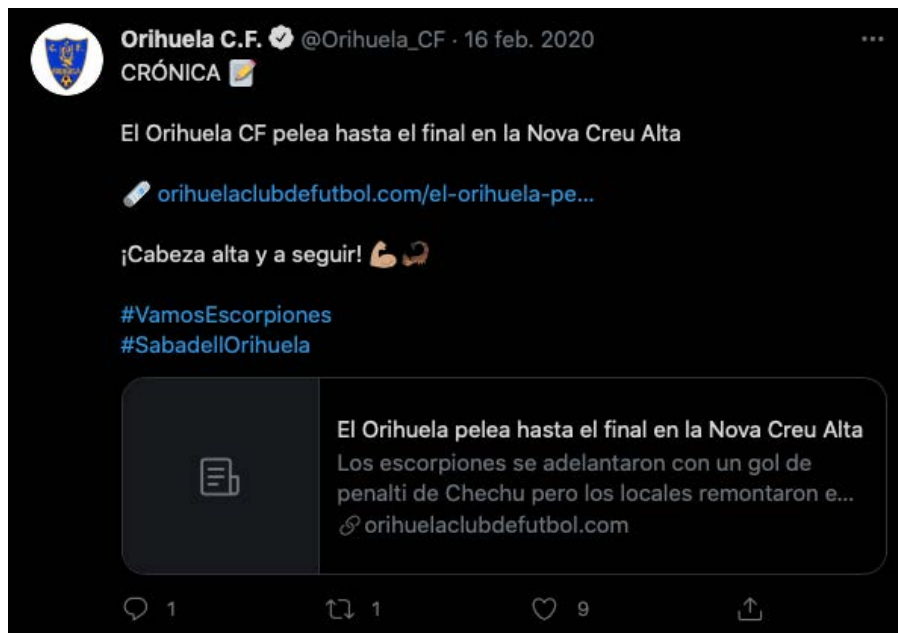 Orihuela C.F. @Orihuela_CF · 16 feb. 2020
CRÓNICA 📝
El Orihuela CF pelea hasta el final en la Nova Creu Alta
🗞️ orihuelaclubdefutbol.com/el-orihuela-pe...
¡Cabeza alta y a seguir! 💪🏼🦂
#VamosEscorpiones
#SabadellOrihuela
El Orihuela pelea hasta el final en la Nova Creu Alta
Los escorpiones se adelantaron con un gol de
penalti de Chechu pero los locales remontaron e...
orihuelaclubdefutbol.com
1 1 9